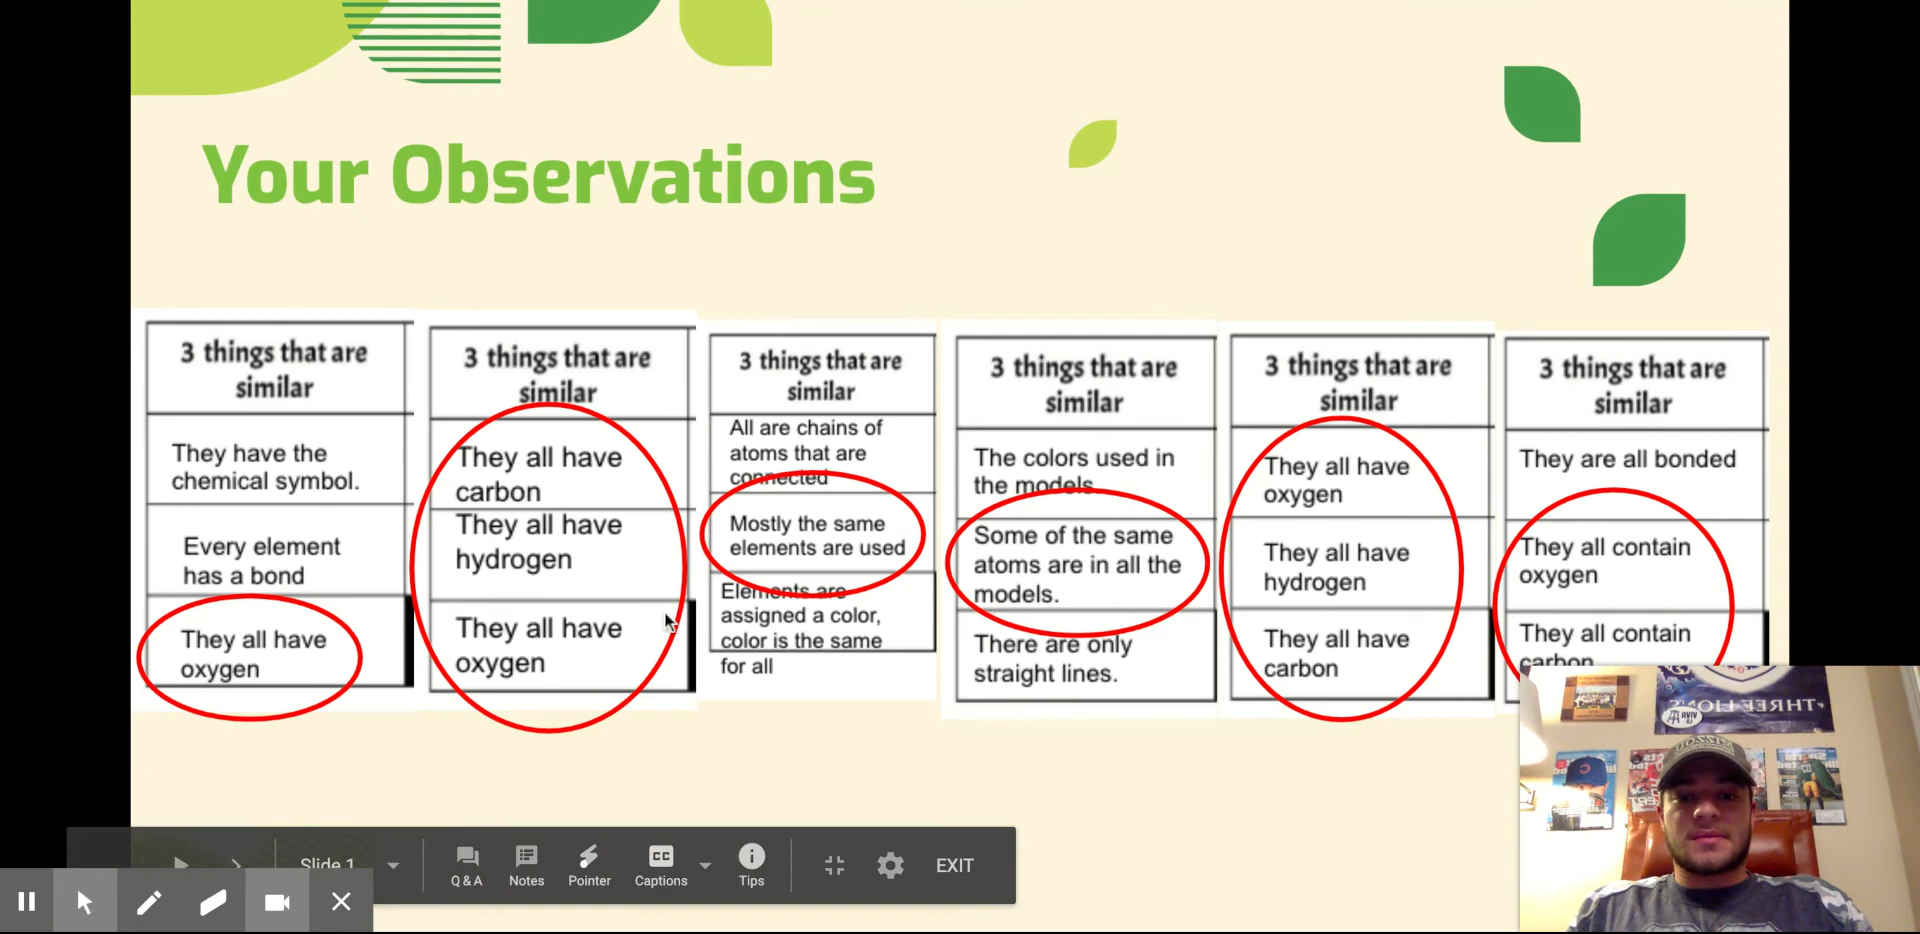 Your Observations
3 things that are
similar
They have the
chemical symbol.
Every element
has a bond
They all have
oxygen
3 things that are
similar
They all have
carbon
They all have
hydrogen
They all have
oxygen
3 things that are
similar
All are chains of
atoms that are
connected
Mostly the same
elements are used
Elements are
assigned a color,
color is the same
for all
3 things that are
similar
The colors used in
the models.
Some of the same
atoms are in all the
models.
There are only
straight lines.
3 things that are
similar
They all have
oxygen
They all have
hydrogen
They all have
carbon
3 things that are
similar
They are all bonded
They all contain
oxygen
They all contain
carbon
THREE LIONS
Slide 1
Q & A
Notes
Pointer
CC
Captions
Tips
EXIT